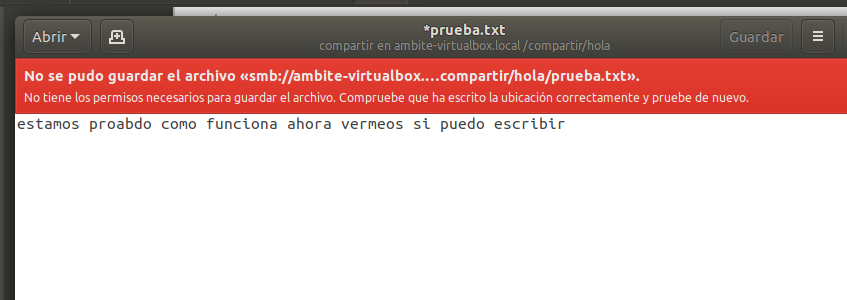 Abrir
*prueba.txt
compartir en ambite-virtualbox.local /compartir/hola
Guardar
No se pudo guardar el archivo «smb://ambite-virtualbox.…compartir/hola/prueba.txt».
No tiene los permisos necesarios para guardar el archivo. Compruebe que ha escrito la ubicación correctamente y pruebe de nuevo.
estamos proabdo como funciona ahora vermeos si puedo escribir